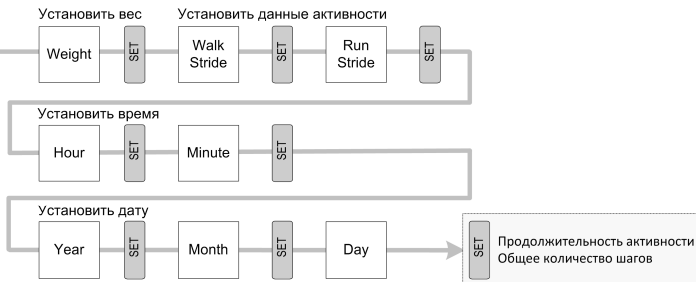 Установить вес
Установить данные активности
Weight
SET
Walk
Stride
SET
Run
Stride
SET
Установить время
Hour
SET
Minute
SET
Установить дату
Year
SET
Month
SET
Day
SET
Продолжительность активности
Общее количество шагов